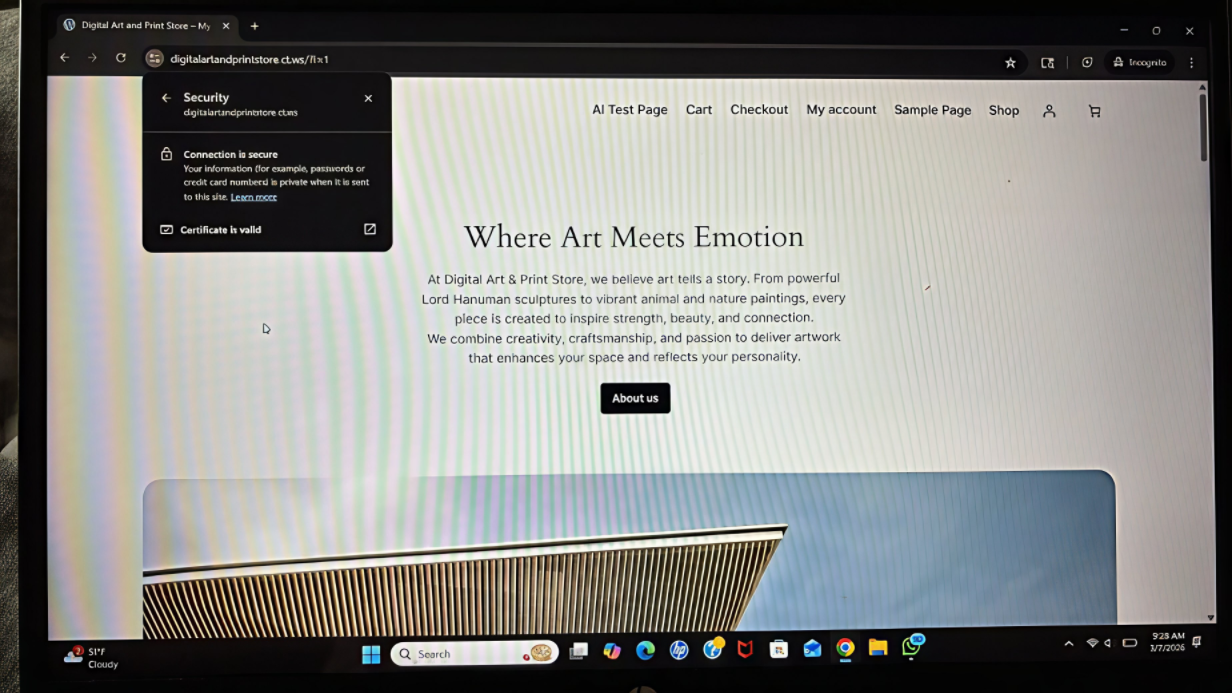 Digital Art and Print Store – My
digitalartandprintstore.ct.ws/?i=1
Incognito
Security
digitalartandprintstore.ct.ws
Connection is secure
Your information (for example, passwords or
credit card numbers) is private when it is sent
to this site. Learn more
Certificate is valid
AI Test Page Cart Checkout My account Sample Page Shop
Where Art Meets Emotion
At Digital Art & Print Store, we believe art tells a story. From powerful
Lord Hanuman sculptures to vibrant animal and nature paintings, every
piece is created to inspire strength, beauty, and connection.
We combine creativity, craftsmanship, and passion to deliver artwork
that enhances your space and reflects your personality.
About us
2
51°F
Cloudy
Search
hp
9:28 AM
3/7/2026